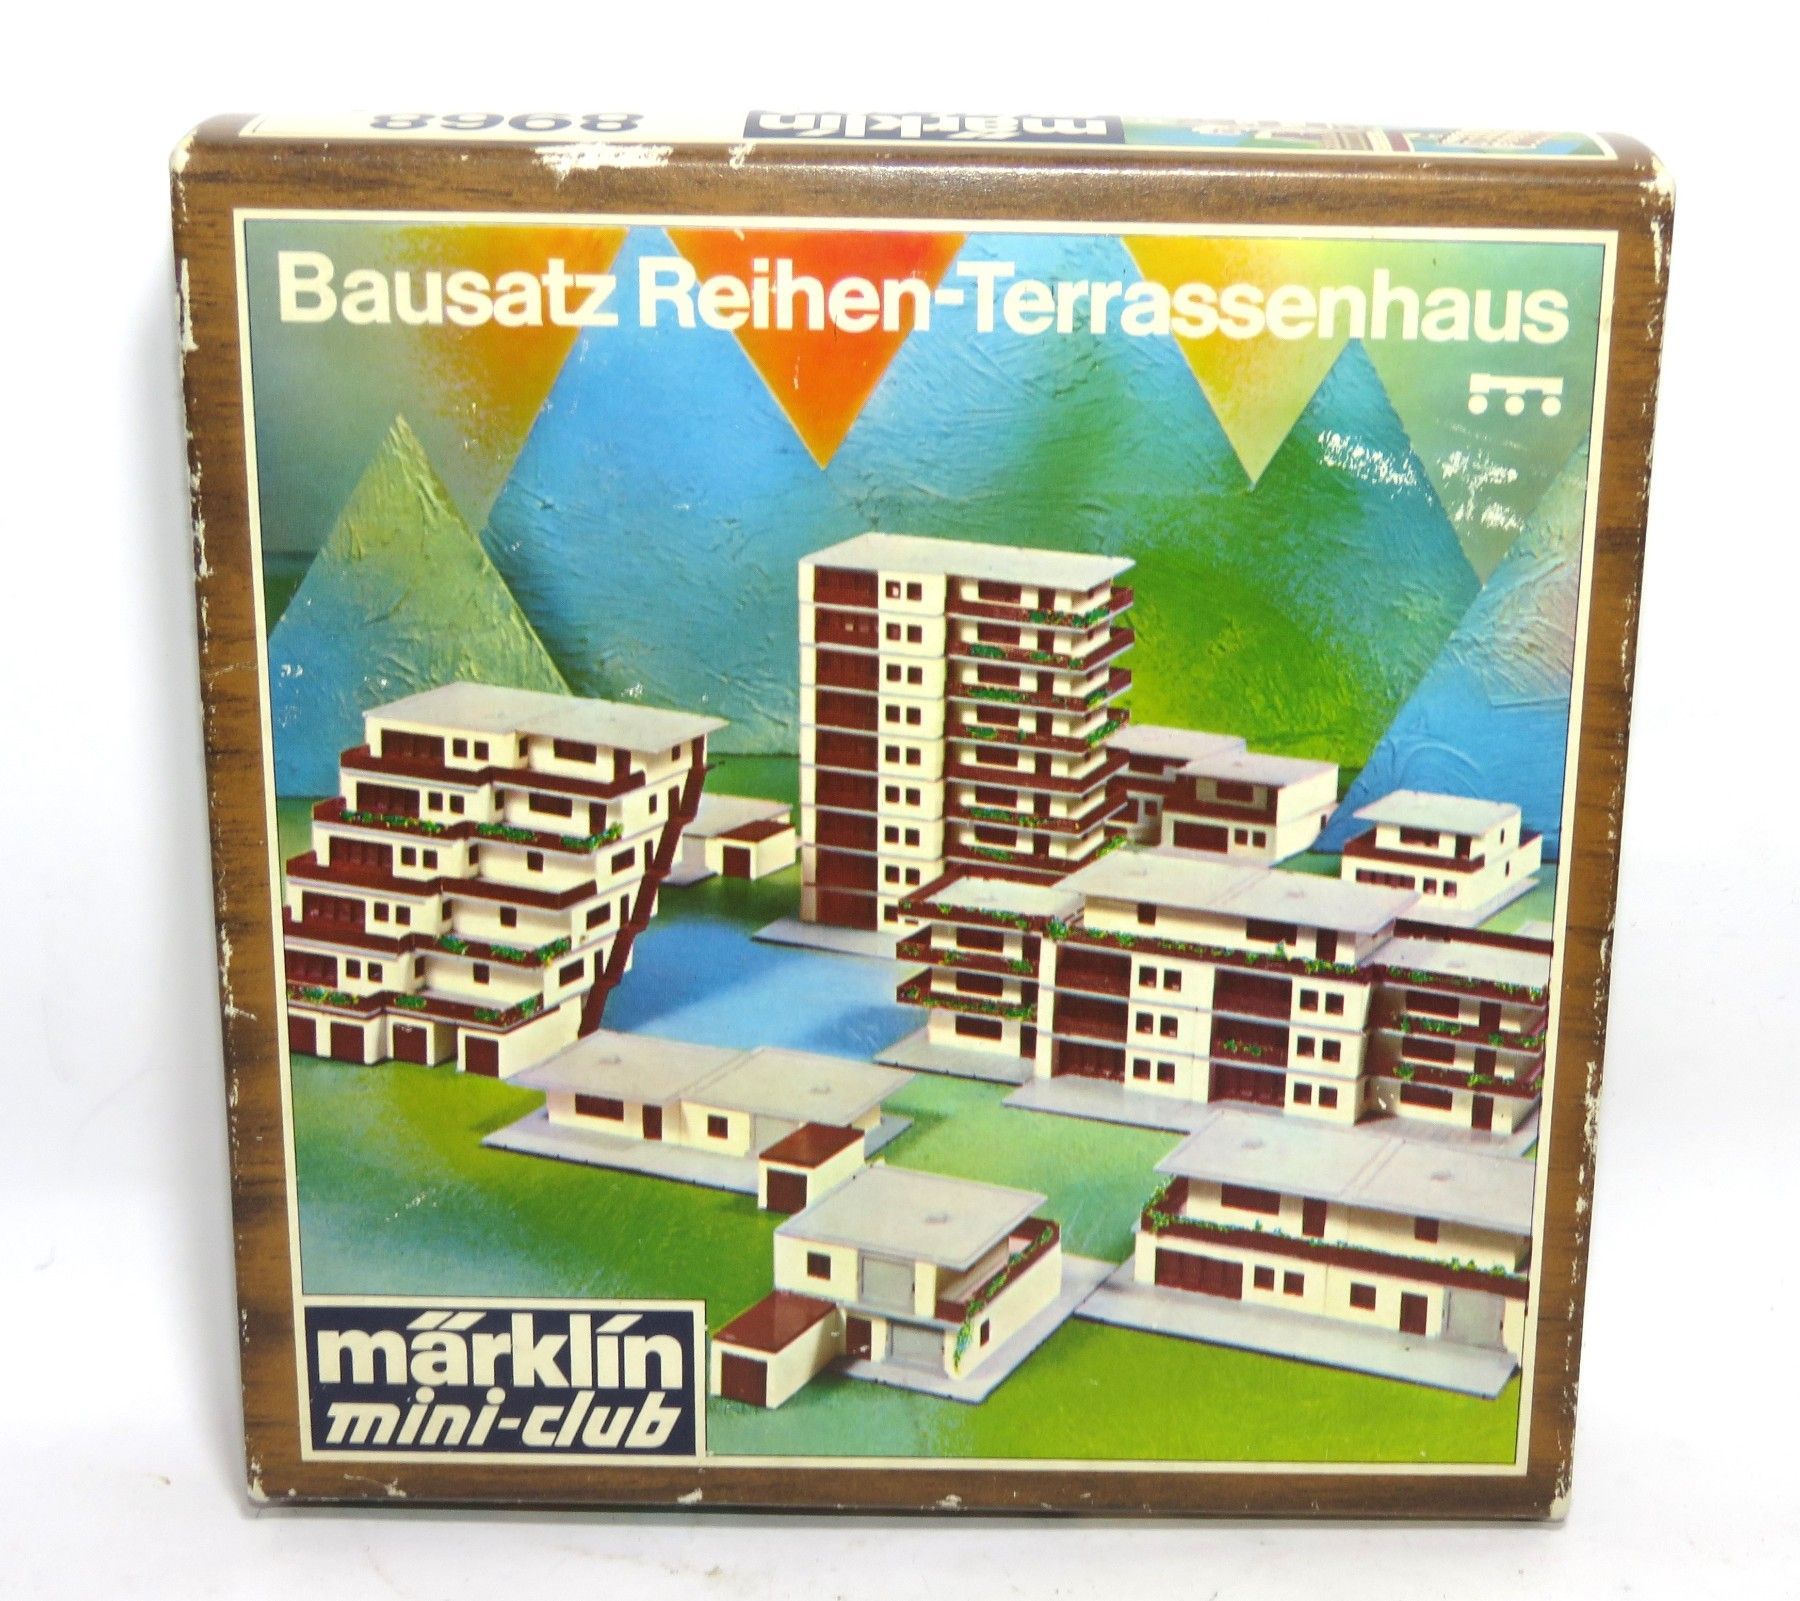 8968 märklin
Bausatz Reihen-Terrassenhaus
märklin
mini-club